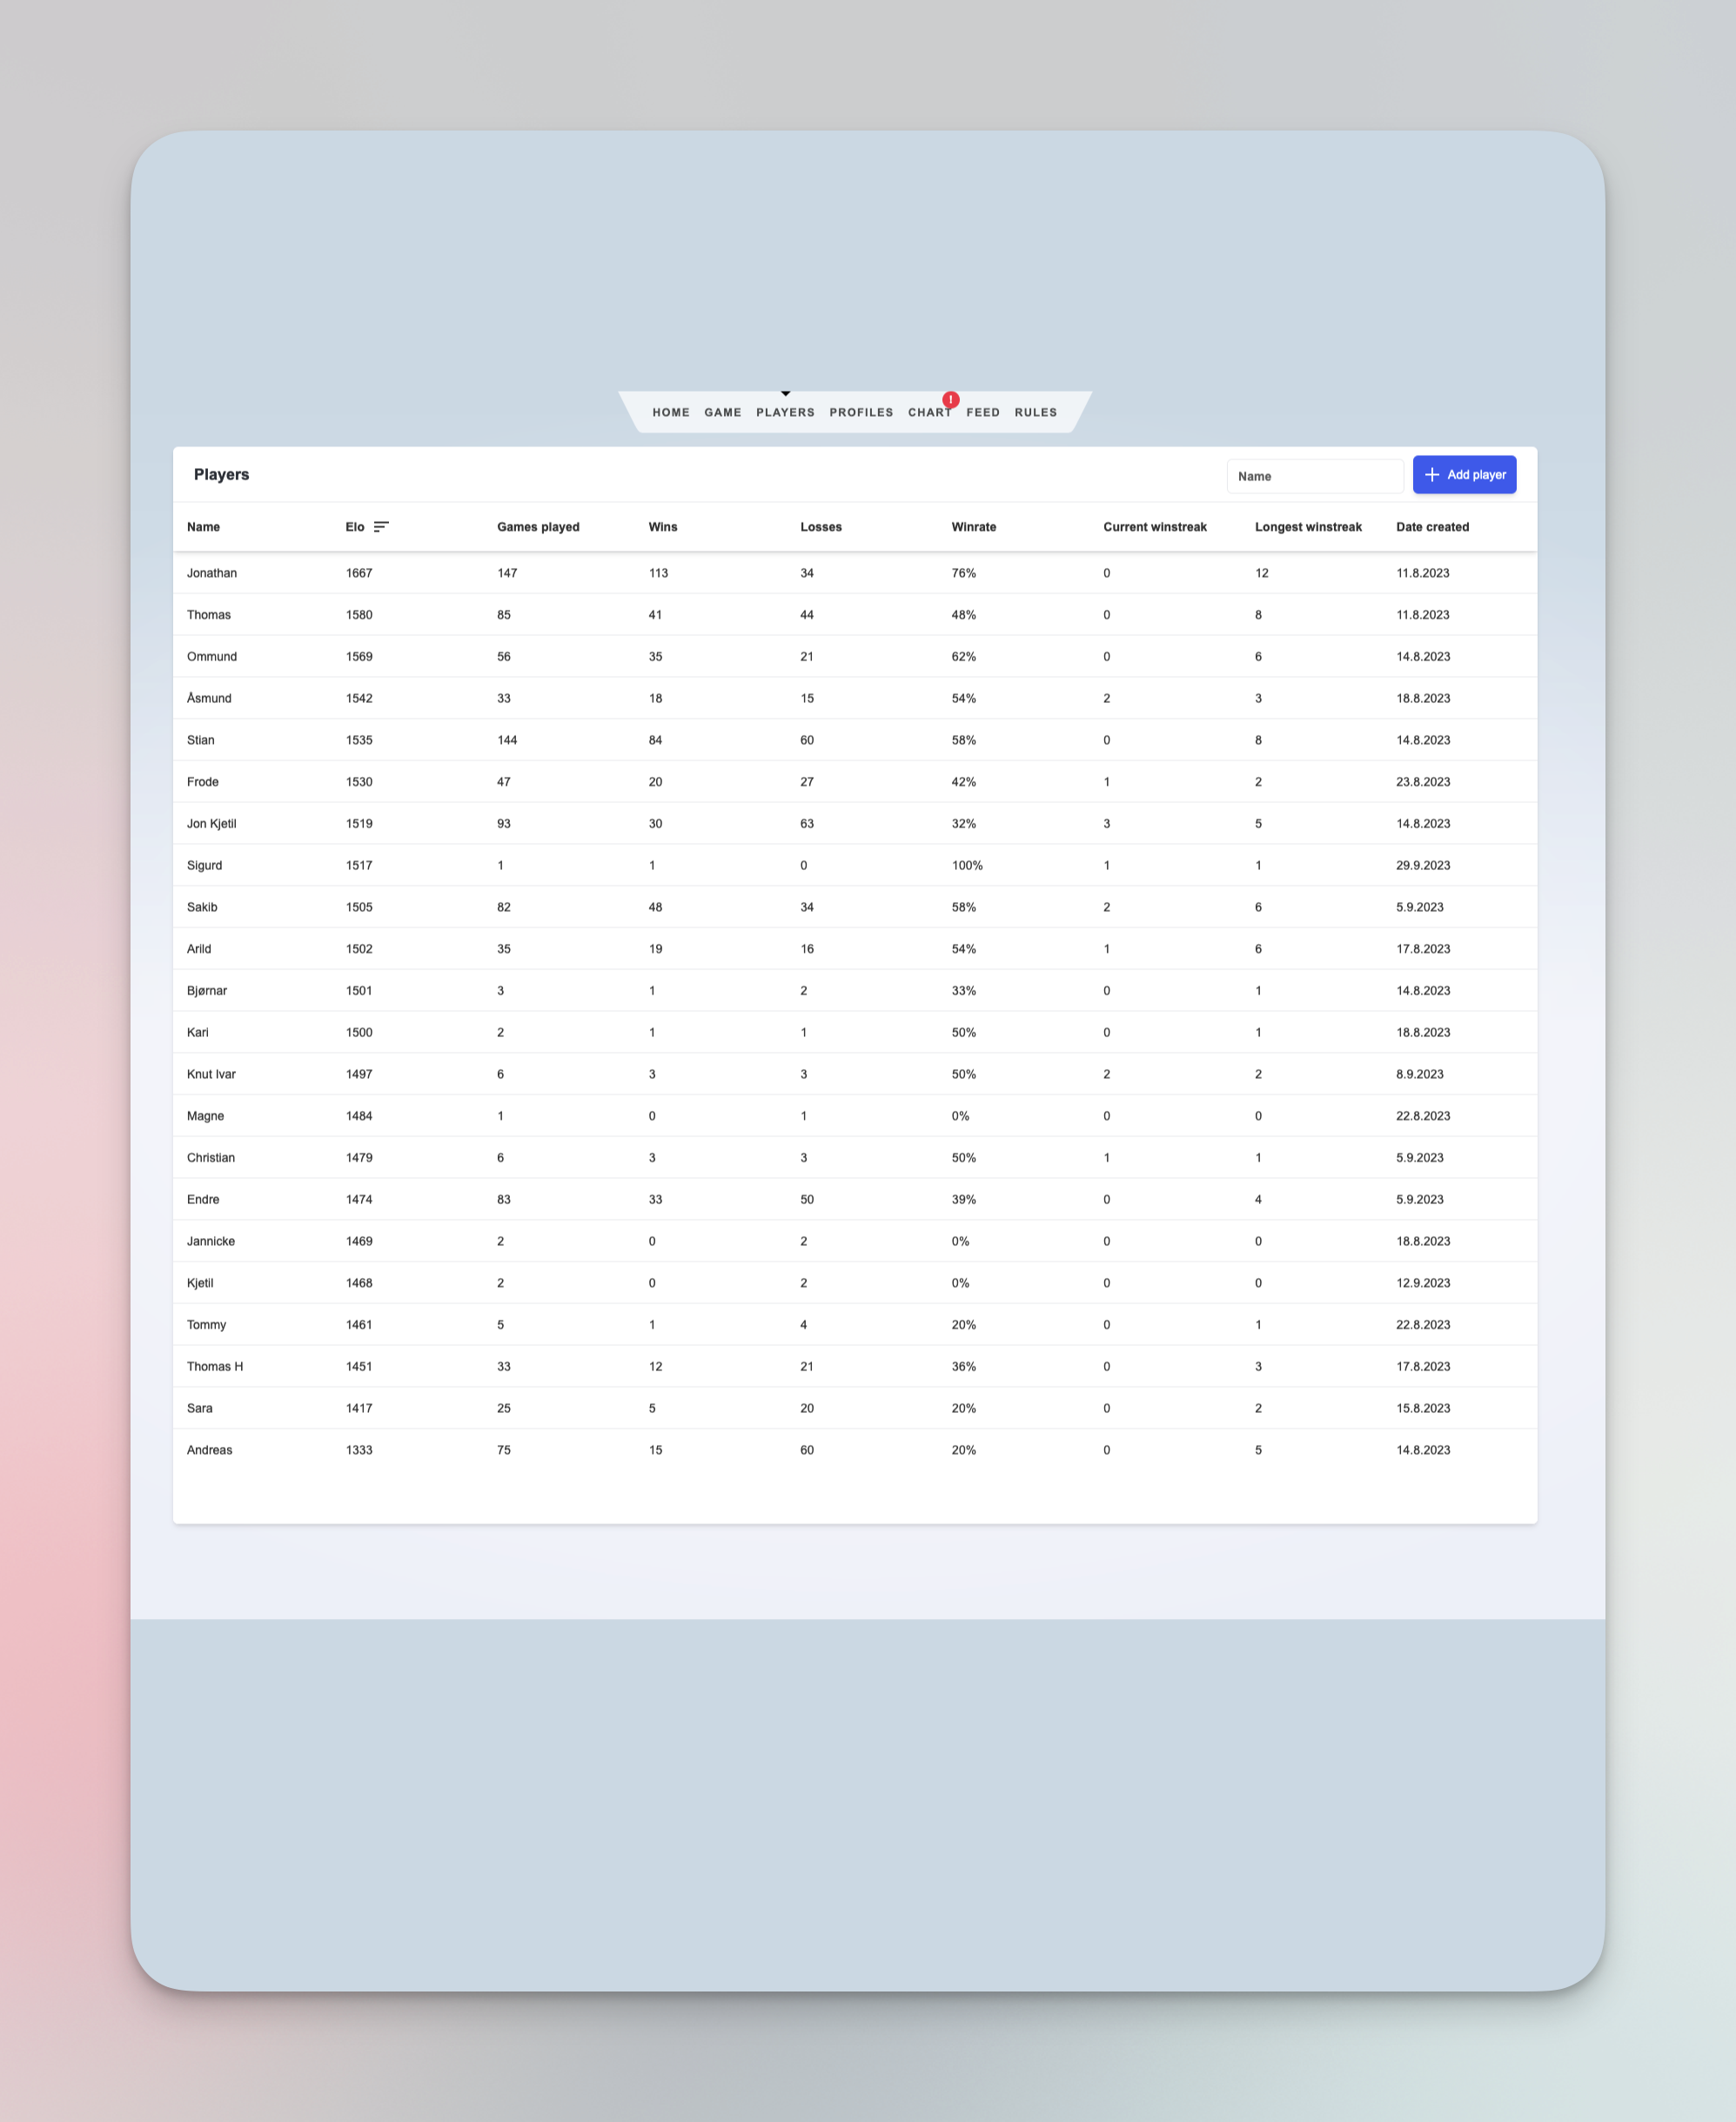 HOME GAME PLAYERS PROFILES CHART ! FEED RULES
Players Name Add player
Name Elo Games played Wins Losses Winrate Current winstreak Longest winstreak Date created
Jonathan 1667 147 113 34 76% 0 12 11.8.2023
Thomas 1580 85 41 44 48% 0 8 11.8.2023
Ommund 1569 56 35 21 62% 0 6 14.8.2023
Åsmund 1542 33 18 15 54% 2 3 18.8.2023
Stian 1535 144 84 60 58% 0 8 14.8.2023
Frode 1530 47 20 27 42% 1 2 23.8.2023
Jon Kjetil 1519 93 30 63 32% 3 5 14.8.2023
Sigurd 1517 1 1 0 100% 1 1 29.9.2023
Sakib 1505 82 48 34 58% 2 6 5.9.2023
Arild 1502 35 19 16 54% 1 6 17.8.2023
Bjørnar 1501 3 1 2 33% 0 1 14.8.2023
Kari 1500 2 1 1 50% 0 1 18.8.2023
Knut Ivar 1497 6 3 3 50% 2 2 8.9.2023
Magne 1484 1 0 1 0% 0 0 22.8.2023
Christian 1479 6 3 3 50% 1 1 5.9.2023
Endre 1474 83 33 50 39% 0 4 5.9.2023
Jannicke 1469 2 0 2 0% 0 0 18.8.2023
Kjetil 1468 2 0 2 0% 0 0 12.9.2023
Tommy 1461 5 1 4 20% 0 1 22.8.2023
Thomas H 1451 33 12 21 36% 0 3 17.8.2023
Sara 1417 25 5 20 20% 0 2 15.8.2023
Andreas 1333 75 15 60 20% 0 5 14.8.2023